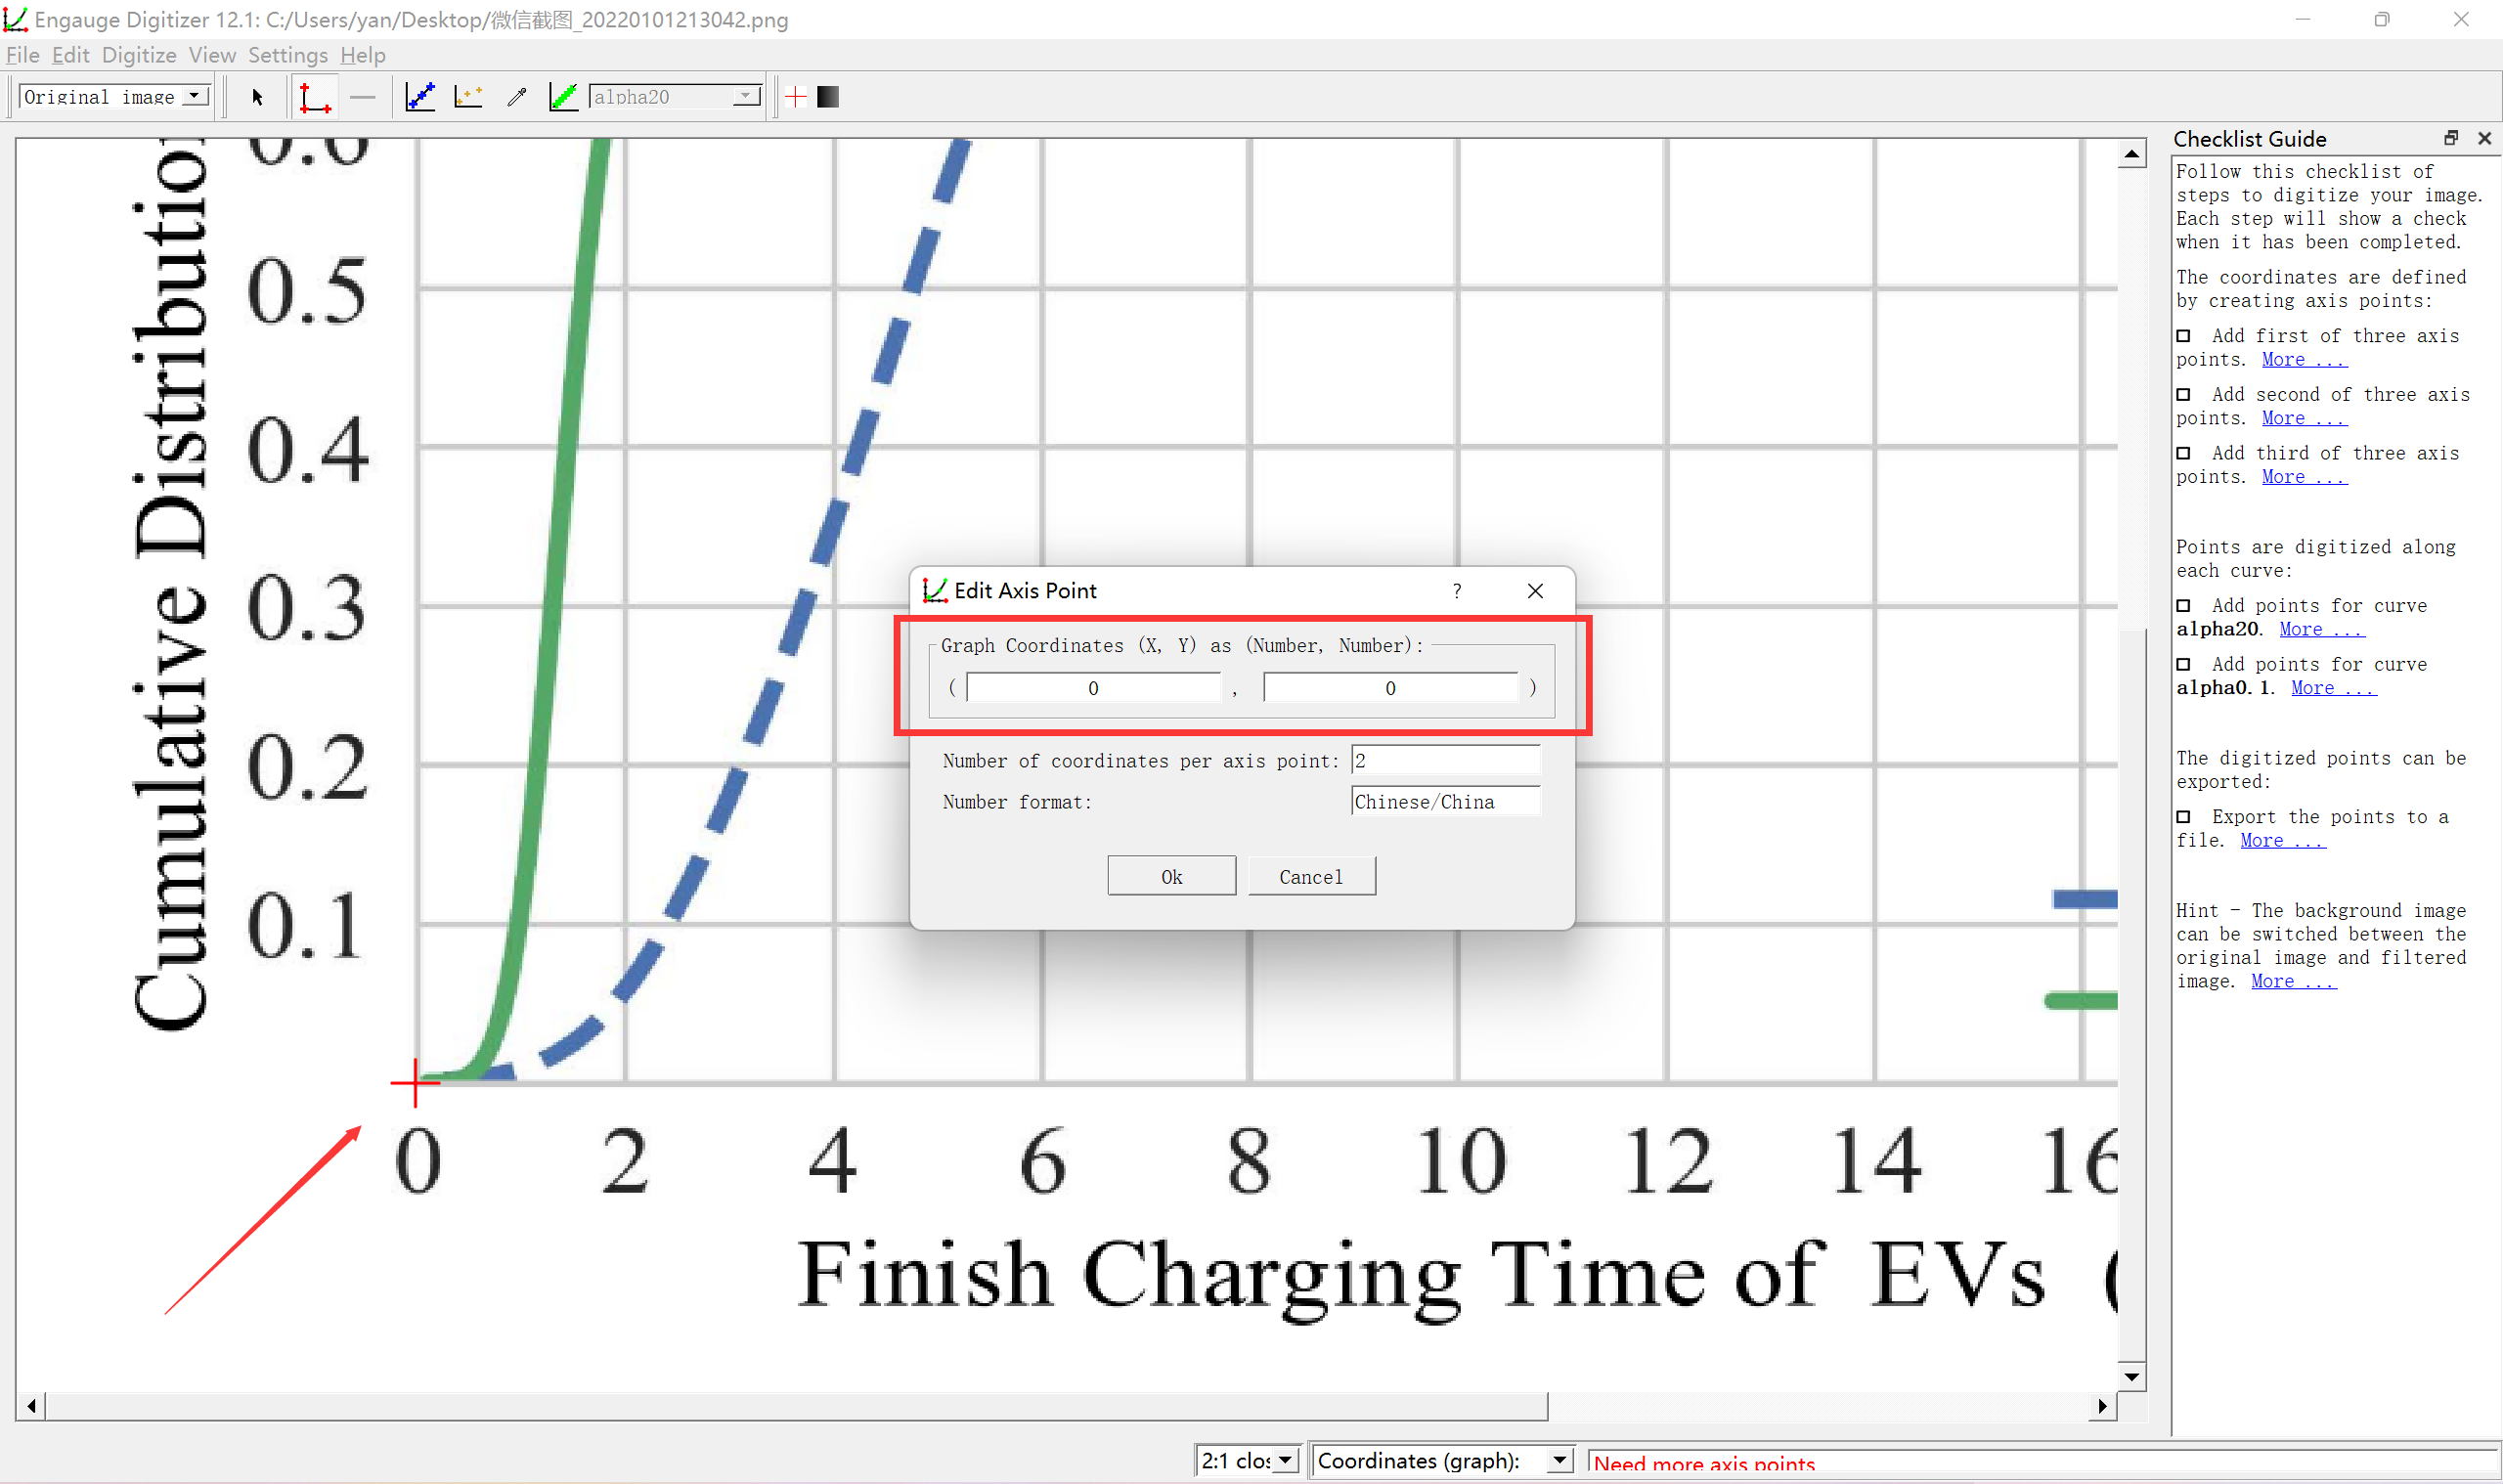 Engauge Digitizer 12.1: C:/Users/yan/Desktop/微信截图_20220101213042.png
File Edit Digitize View Settings Help
Original image
alpha20
Cumulative Distribution
0.6
0.5
0.4
0.3
0.2
0.1
0 2 4 6 8 10 12 14 16
Finish Charging Time of EVs (
Edit Axis Point
?
Graph Coordinates (X, Y) as (Number, Number):
( 0 , 0 )
Number of coordinates per axis point: 2
Number format: Chinese/China
Ok Cancel
Checklist Guide
Follow this checklist of
steps to digitize your image.
Each step will show a check
when it has been completed.
The coordinates are defined
by creating axis points:
Add first of three axis
points. More ...
Add second of three axis
points. More ...
Add third of three axis
points. More ...
Points are digitized along
each curve:
Add points for curve
alpha20. More ...
Add points for curve
alpha0.1. More ...
The digitized points can be
exported:
Export the points to a
file. More ...
Hint - The background image
can be switched between the
original image and filtered
image. More ...
2:1 clos
Coordinates (graph):
Need more axis points